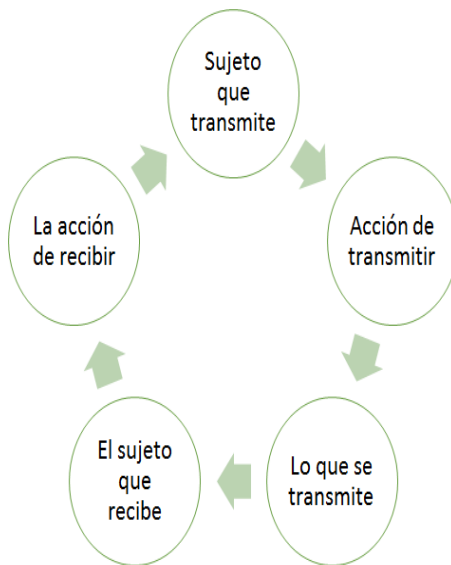 Sujeto
que
transmite
Acción de
transmitir
Lo que se
transmite
El sujeto
que
recibe
La acción
de recibir